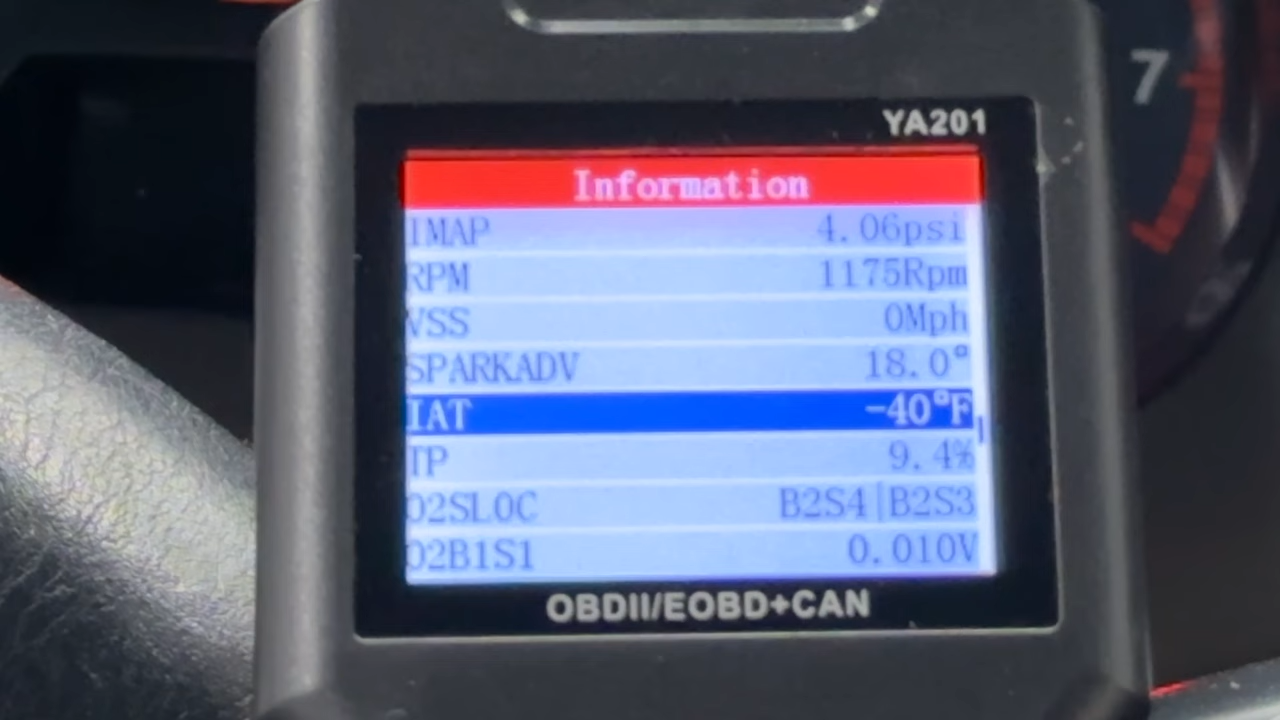 7
YA201
Information
IMAP 4.06psi
RPM 1175Rpm
VSS 0Mph
SPARKADV 18.0°
IAT -40°F
TP 9.4%
O2SLOC B2S4|B2S3
O2B1S1 0.010V
OBDII/EOBD+CAN